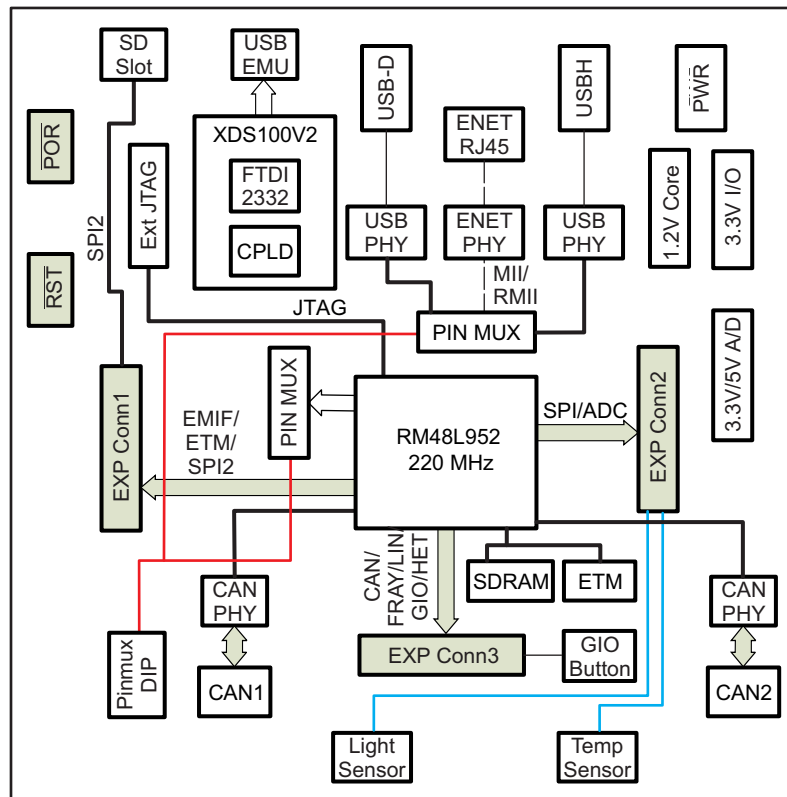 SD
Slot
USB
EMU
USB-D
ENET
RJ45
USBH
PWR
POR
XDS100V2
FTDI
2332
CPLD
Ext JTAG
SPI2
USB
PHY
ENET
PHY
USB
PHY
1.2V Core
3.3V I/O
RST
MII/
RMII
JTAG
PIN MUX
3.3V/5V A/D
EXP Conn1
EMIF/
ETM/
SPI2
PIN MUX
RM48L952
220 MHz
SPI/ADC
EXP Conn2
CAN/
FRAY/LIN/
GIO/HET
SDRAM
ETM
CAN
PHY
CAN
PHY
Pinmux
DIP
CAN1
EXP Conn3
GIO
Button
CAN2
Light
Sensor
Temp
Sensor